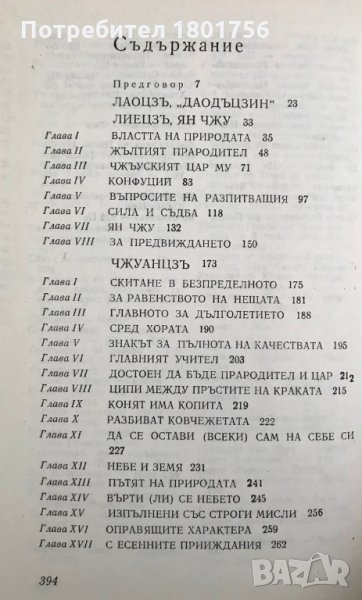 Потребител 1801756
Съдържание
Предговор 7
ЛАОЦЗЪ, „ДАОДЪЦЗИН“ 23
ЛИЕЦЗЪ, ЯН ЧЖУ 33
Глава I ВЛАСТТА НА ПРИРОДАТА 35
Глава II ЖЪЛТИЯТ ПРАРОДИТЕЛ 48
Глава III ЧЖЪУСКИЯТ ЦАР МУ 71
Глава IV КОНФУЦИЙ 83
Глава V ВЪПРОСИТЕ НА РАЗПИТВАЩИЯ 97
Глава VI СИЛА И СЪДБА 118
Глава VII ЯН ЧЖУ 132
Глава VIII ЗА ПРЕДВИЖДАНЕТО 150
ЧЖУАНЦЗЪ 173
Глава I СКИТАНЕ В БЕЗПРЕДЕЛНОТО 175
Глава II ЗА РАВЕНСТВОТО НА НЕЩАТА 181
Глава III ГЛАВНОТО ЗА ДЪЛГОЛЕТИЕТО 188
Глава IV СРЕД ХОРАТА 190
Глава V ЗНАКЪТ ЗА ПЪЛНОТА НА КАЧЕСТВАТА 195
Глава VI ГЛАВНИЯТ УЧИТЕЛ 203
Глава VII ДОСТОЕН ДА БЪДЕ ПРАРОДИТЕЛ И ЦАР 212
Глава VIII ЦИПИ МЕЖДУ ПРЪСТИТЕ НА КРАКАТА 215
Глава IX КОНЯТ ИМА КОПИТА 219
Глава X РАЗБИВАТ КОВЧЕЖЕТАТА 222
Глава XI ДА СЕ ОСТАВИ (ВСЕКИ) САМ НА СЕБЕ СИ
227
Глава XII НЕБЕ И ЗЕМЯ 231
Глава XIII ПЪТЯТ НА ПРИРОДАТА 241
Глава XIV ВЪРТИ (ЛИ) СЕ НЕБЕТО 245
Глава XV ИЗПЪЛНЕНИ СЪС СТРОГИ МИСЛИ 256
Глава XVI ОПРАВЯЩИТЕ ХАРАКТЕРА 259
Глава XVII С ЕСЕННИТЕ ПРИИЖДАНИЯ 262
394
BAZAR.bg